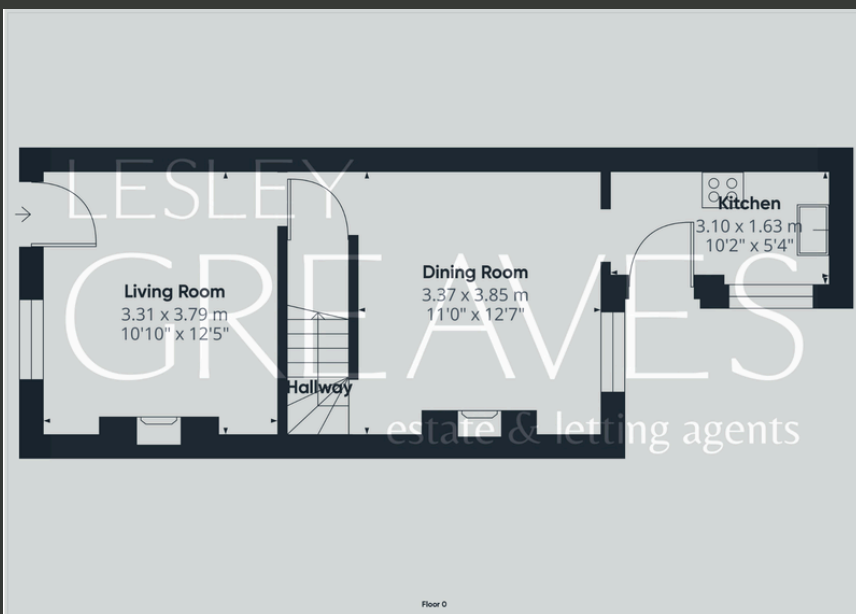 LESLEY
GREAVES
estate & letting agents
Living Room
3.31 x 3.79 m
10'10" x 12'5"
Hallway
Dining Room
3.37 x 3.85 m
11'0" x 12'7"
Kitchen
3.10 x 1.63 m
10'2" x 5'4"
Floor 0